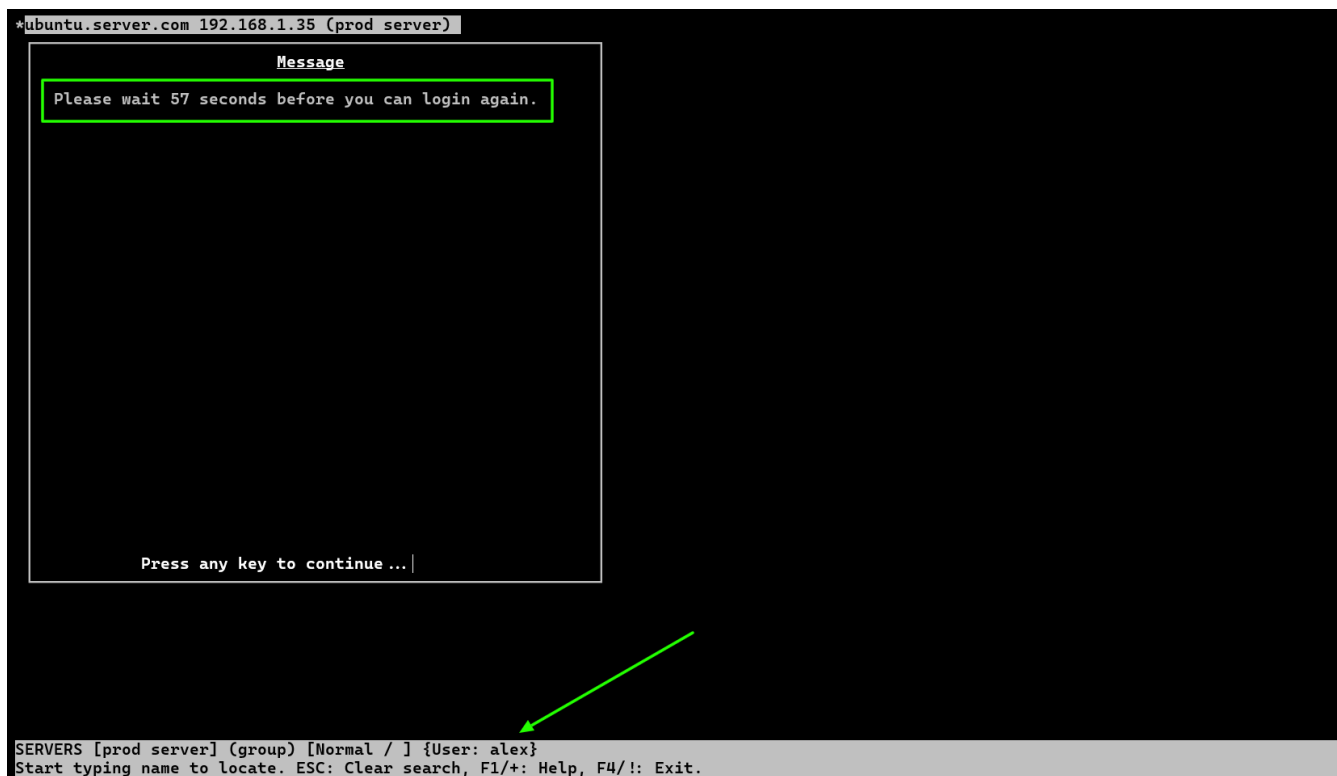 *ubuntu.server.com 192.168.1.35 (prod server)
Message
Please wait 57 seconds before you can login again.
Press any key to continue...
SERVERS [prod server] (group) [Normal / ] {User: alex}
Start typing name to locate. ESC: Clear search, F1/+: Help, F4/!: Exit.